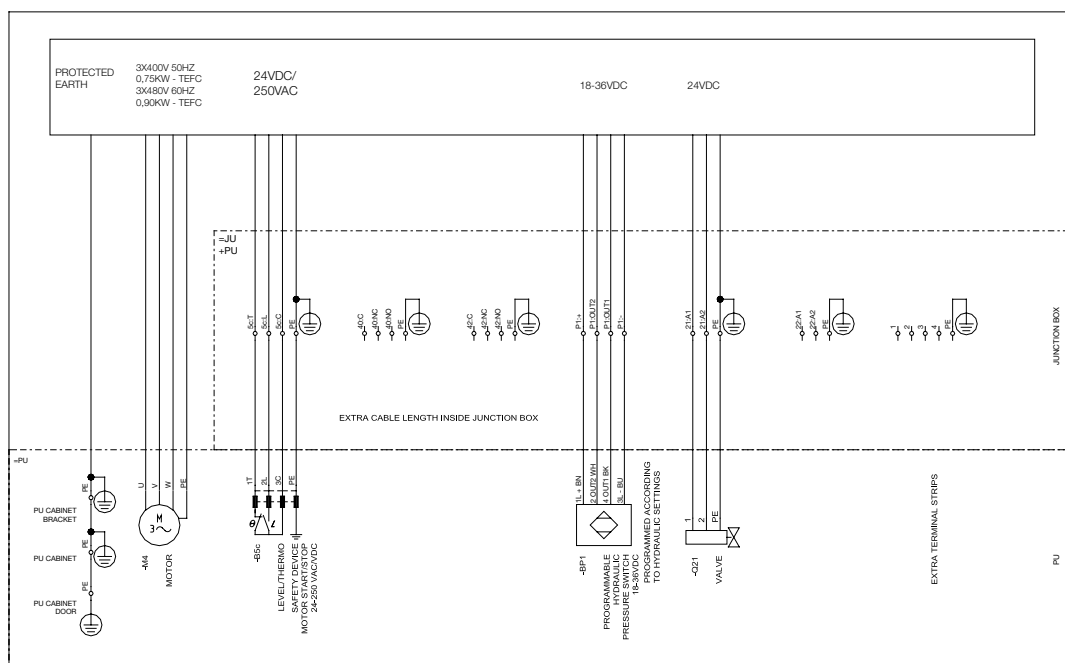 PROTECTED
EARTH
3X400V 50HZ
0,75KW - TEFC
3X480V 60HZ
0,90KW - TEFC
24VDC/
250VAC
18-36VDC
24VDC
=JU
+PU
5c:T
5c:L
5c:C
PE
40:C
40:NC
40:NO
PE
42:C
42:NC
42:NO
PE
P1:+
P1:OUT2
P1:OUT1
P1:-
21:A1
21:A2
PE
22:A1
22:A2
PE
1
2
3
4
PE
JUNCTION BOX
EXTRA CABLE LENGTH INSIDE JUNCTION BOX
=PU
PE
PU CABINET
BRACKET
PE
PU CABINET
PE
PU CABINET
DOOR
U
V
W
PE
M
3
-M4
MOTOR
1T
2L
3C
PE
θ
-B5c
LEVEL/THERMO
SAFETY DEVICE
MOTOR START/STOP
24-250 VAC/VDC
1L + BN
2 OUT2 WH
4 OUT1 BK
3L - BU
-BP1
PROGRAMMABLE
HYDRAULIC
PRESSURE SWITCH
18-36VDC
PROGRAMMED ACCORDING
TO HYDRAULIC SETTINGS
1
2
PE
-Q21
VALVE
EXTRA TERMINAL STRIPS
PU